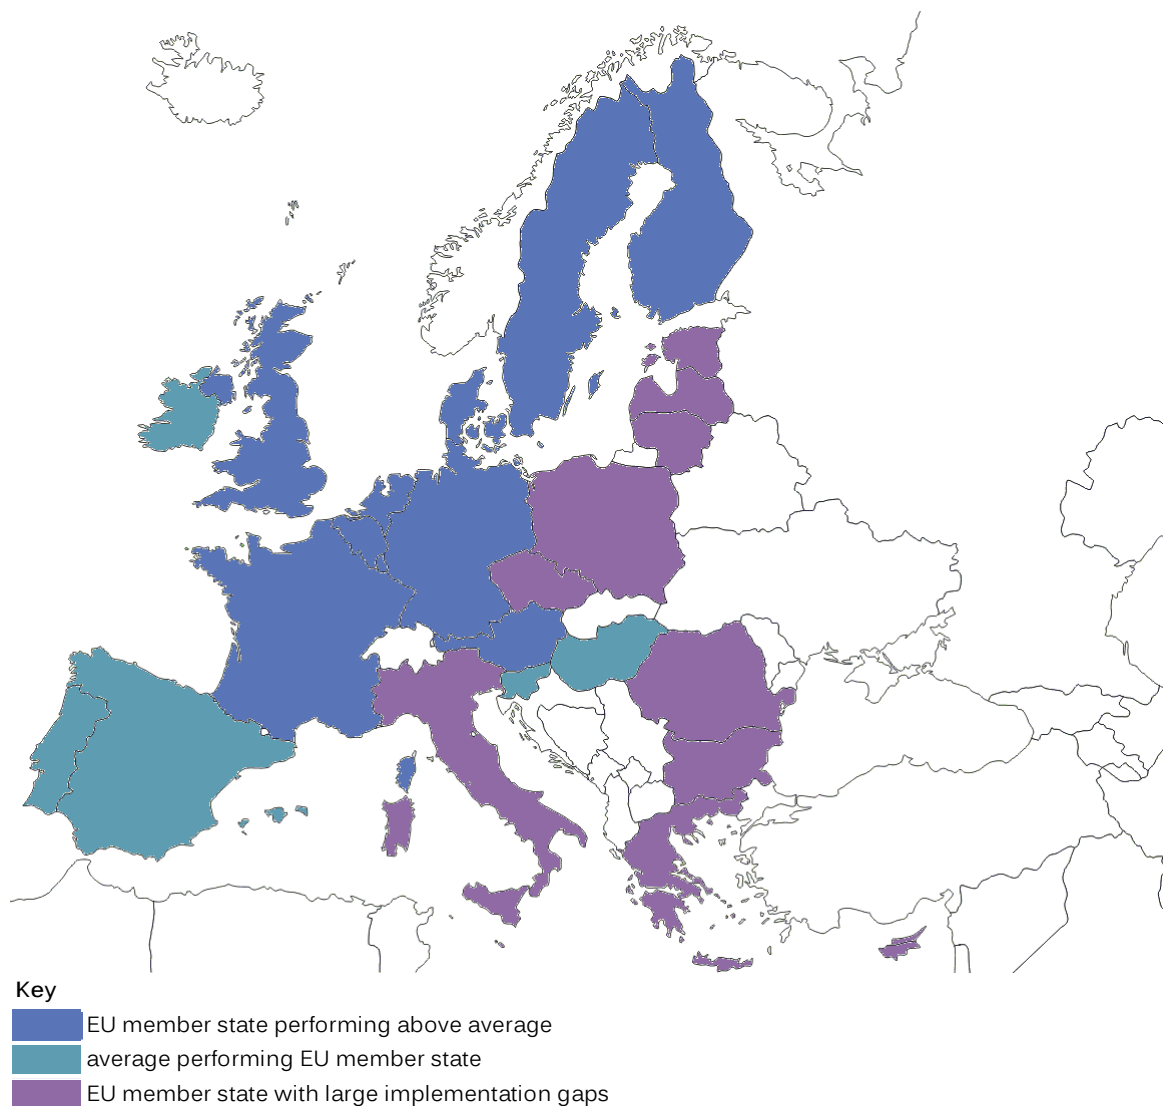 Key
EU member state performing above average
average performing EU member state
EU member state with large implementation gaps